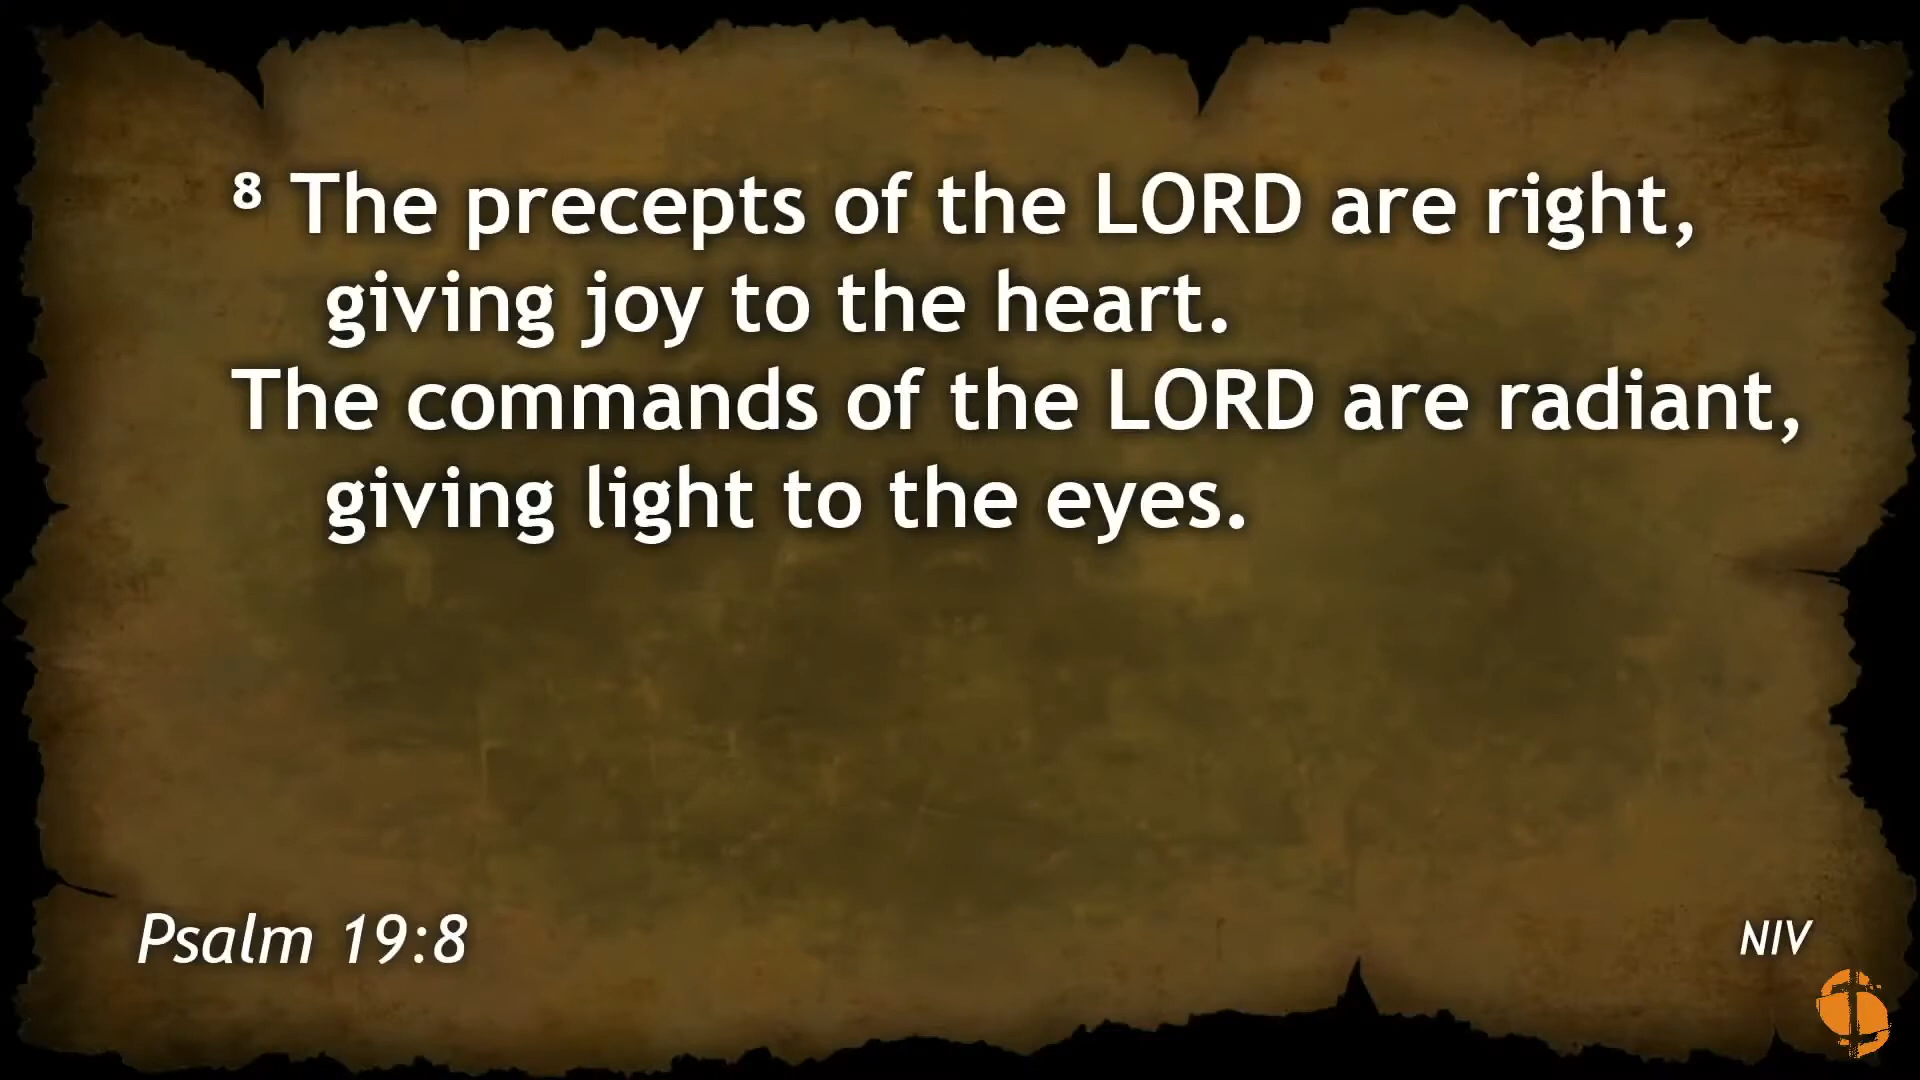 ⁸ The precepts of the LORD are right,
giving joy to the heart.
The commands of the LORD are radiant,
giving light to the eyes.
Psalm 19:8
NIV